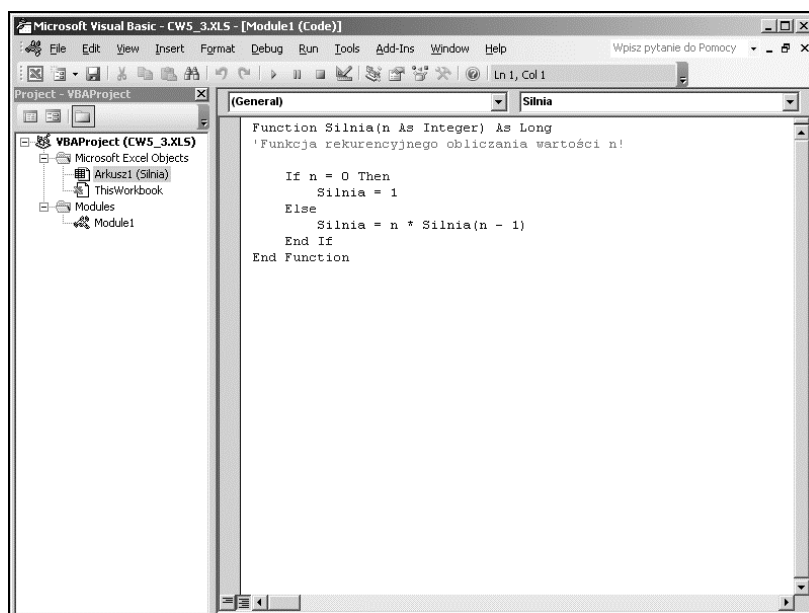 Microsoft Visual Basic - CW5_3.XLS - [Module1 (Code)]
File Edit View Insert Format Debug Run Tools Add-Ins Window Help Wpisz pytanie do Pomocy
Ln 1, Col 1
Project - VBAProject
(General) Silnia
VBAProject (CW5_3.XLS)
Microsoft Excel Objects
Arkusz1 (Silnia)
ThisWorkbook
Modules
Module1
Function Silnia(n As Integer) As Long
'Funkcja rekurencyjnego obliczania wartości n!
If n = 0 Then
Silnia = 1
Else
Silnia = n * Silnia(n - 1)
End If
End Function